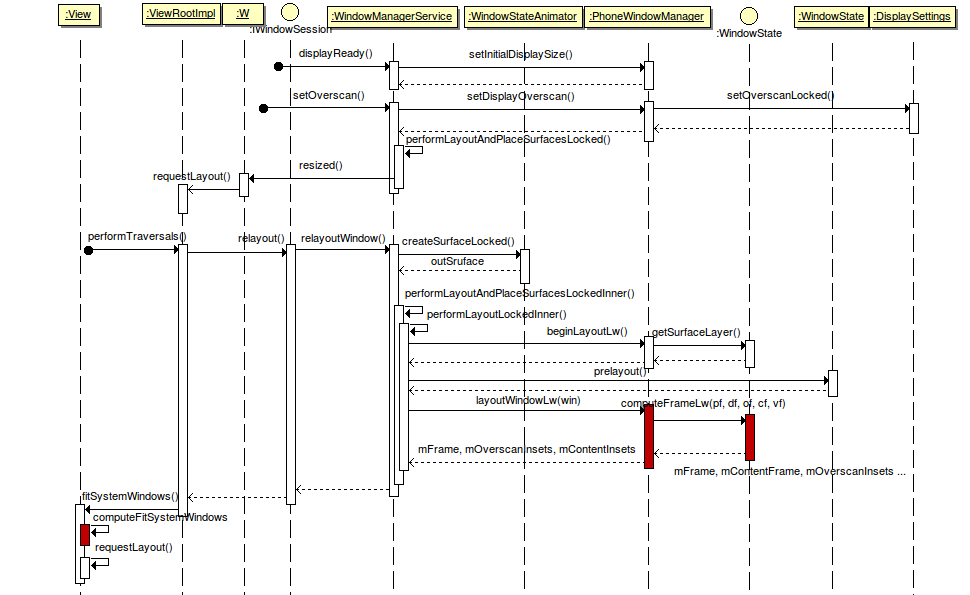 :View
:ViewRootImpl
:W
:IWindowSession
:WindowManagerService
:WindowStateAnimator
:PhoneWindowManager
:WindowState
:WindowState
:DisplaySettings
displayReady()
setInitialDisplaySize()
setOverscan()
setDisplayOverscan()
setOverscanLocked()
performLayoutAndPlaceSurfacesLocked()
resized()
requestLayout()
performTraversals()
relayout()
relayoutWindow()
createSurfaceLocked()
outSruface
performLayoutAndPlaceSurfacesLockedInner()
performLayoutLockedInner()
beginLayoutLw()
getSurfaceLayer()
prelayout()
layoutWindowLw(win)
computeFrameLw(pf, df, of, cf, vf)
mFrame, mOverscanInsets, mContentInsets
mFrame, mContentFrame, mOverscanInsets ...
fitSystemWindows()
computeFitSystemWindows
requestLayout()